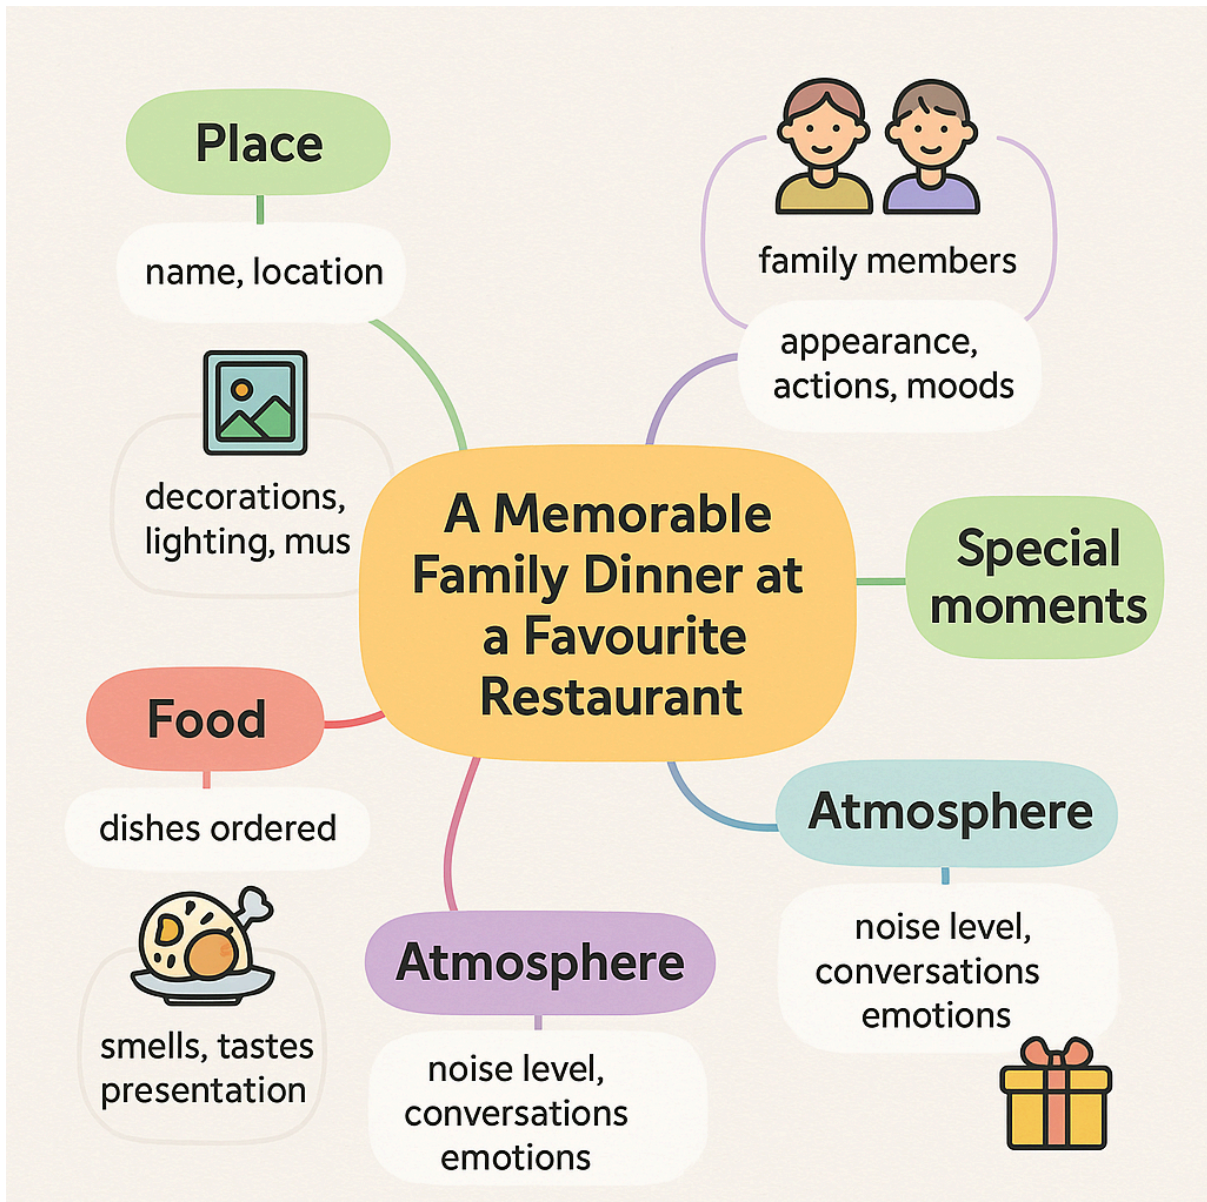 Place
name, location
decorations,
lighting, mus
family members
appearance,
actions, moods
A Memorable
Family Dinner at
a Favourite
Restaurant
Special
moments
Food
dishes ordered
smells, tastes
presentation
Atmosphere
noise level,
conversations
emotions
Atmosphere
noise level,
conversations
emotions